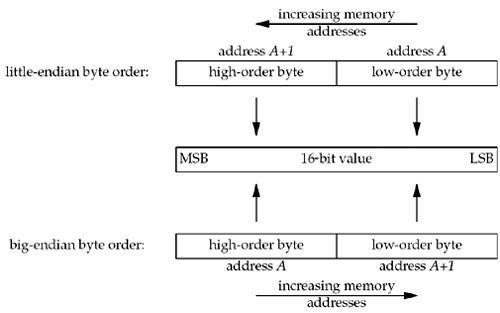 increasing memory
addresses
address A+1 address A
little-endian byte order: high-order byte low-order byte
MSB 16-bit value LSB
big-endian byte order: high-order byte low-order byte
address A address A+1
increasing memory
addresses